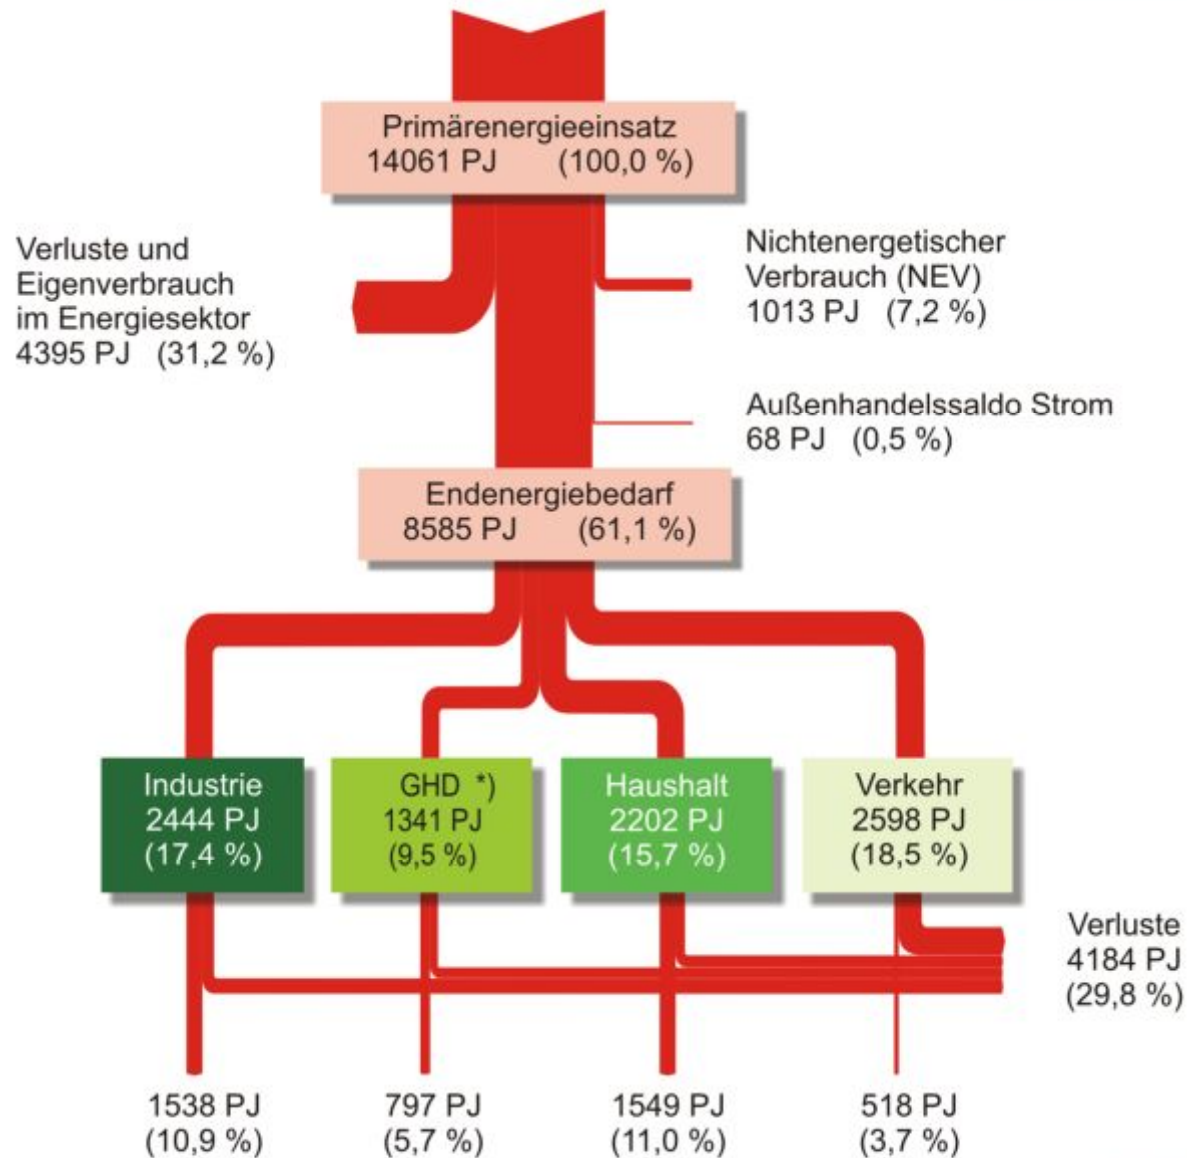 Primärenergieeinsatz
14061 PJ (100,0 %)
Verluste und
Eigenverbrauch
im Energiesektor
4395 PJ (31,2 %)
Nichtenergetischer
Verbrauch (NEV)
1013 PJ (7,2 %)
Außenhandelssaldo Strom
68 PJ (0,5 %)
Endenergiebedarf
8585 PJ (61,1 %)
Industrie
2444 PJ
(17,4 %)
GHD *)
1341 PJ
(9,5 %)
Haushalt
2202 PJ
(15,7 %)
Verkehr
2598 PJ
(18,5 %)
Verluste
4184 PJ
(29,8 %)
1538 PJ
(10,9 %)
797 PJ
(5,7 %)
1549 PJ
(11,0 %)
518 PJ
(3,7 %)